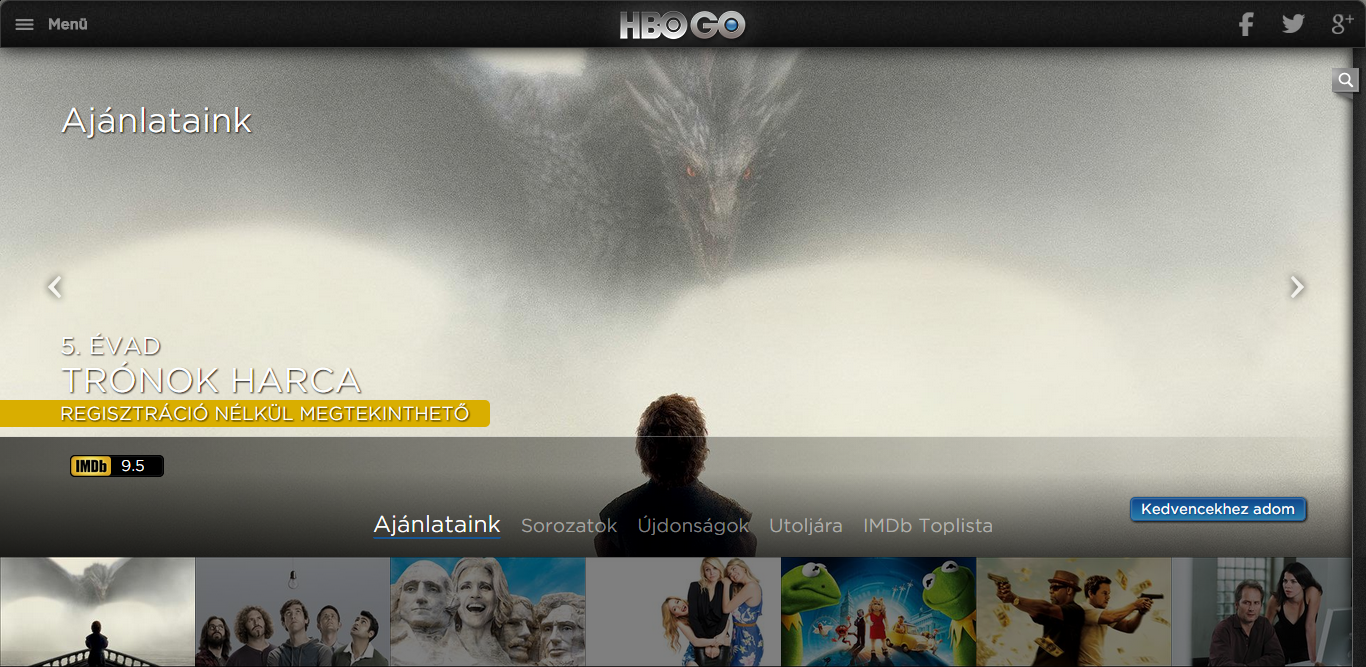 Menü
HBO GO
8+
Ajánlataink
5. ÉVAD
TRÓNOK HARCA
REGISZTRÁCIÓ NÉLKÜL MEGTEKINTHETŐ
IMDb 9.5
Kedvencekhez adom
Ajánlataink Sorozatok Újdonságok Utoljára IMDb Toplista